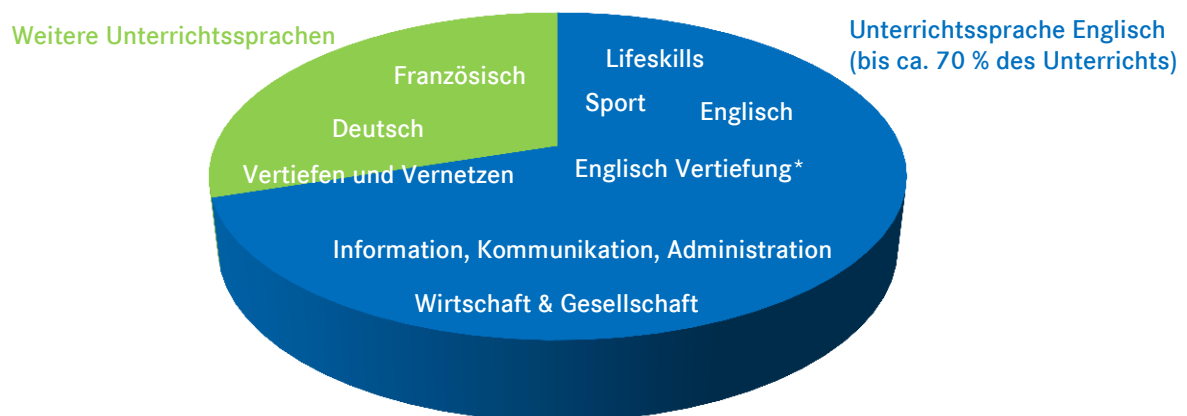 Weitere Unterrichtssprachen
Unterrichtssprache Englisch
(bis ca. 70 % des Unterrichts)
Französisch
Deutsch
Vertiefen und Vernetzen
Lifeskills
Sport
Englisch
Englisch Vertiefung*
Information, Kommunikation, Administration
Wirtschaft & Gesellschaft